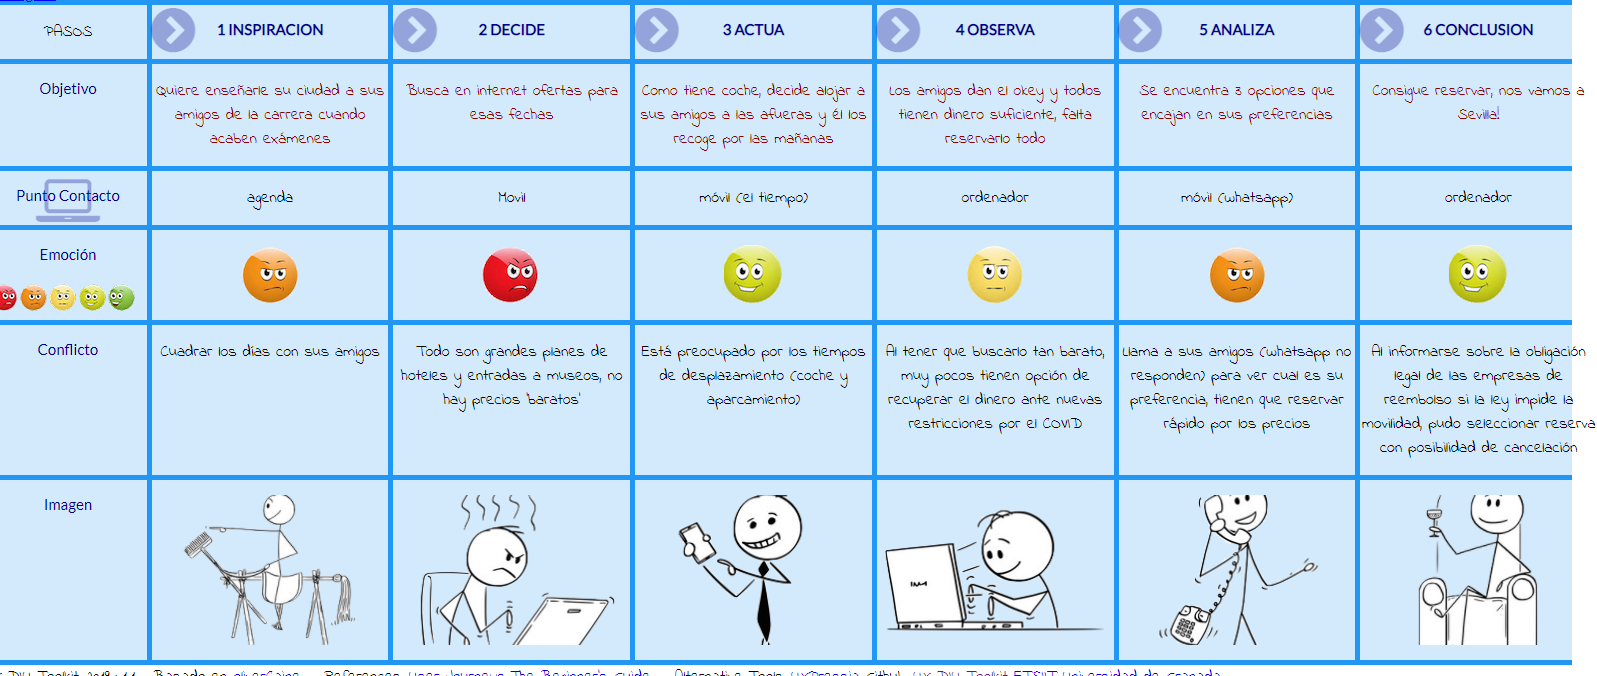 PASOS
1 INSPIRACION
2 DECIDE
3 ACTUA
4 OBSERVA
5 ANALIZA
6 CONCLUSION
Objetivo
Quiere enseñarle su ciudad a sus
amigos de la carrera cuando
acaben exámenes
Busca en internet ofertas para
esas fechas
Como tiene coche, decide alojar a
sus amigos a las afueras y él los
recoge por las mañanas
Los amigos dan el okey y todos
tienen dinero suficiente, falta
reservarlo todo
Se encuentra 3 opciones que
encajan en sus preferencias
Consigue reservar, nos vamos a
Sevilla!
Punto Contacto
agenda
Movil
móvil (el tiempo)
ordenador
móvil (whatsapp)
ordenador
Emoción
Conflicto
Cuadrar los días con sus amigos
Todo son grandes planes de
hoteles y entradas a museos, no
hay precios 'baratos'
Está preocupado por los tiempos
de desplazamiento (coche y
aparcamiento)
Al tener que buscarlo tan barato,
muy pocos tienen opción de
recuperar el dinero ante nuevas
restricciones por el COVID
Llama a sus amigos (whatsapp no
responden) para ver cual es su
preferencia, tienen que reservar
rápido por los precios
Al informarse sobre la obligación
legal de las empresas de
reembolso si la ley impide la
movilidad, pudo seleccionar reserva
con posibilidad de cancelación
Imagen